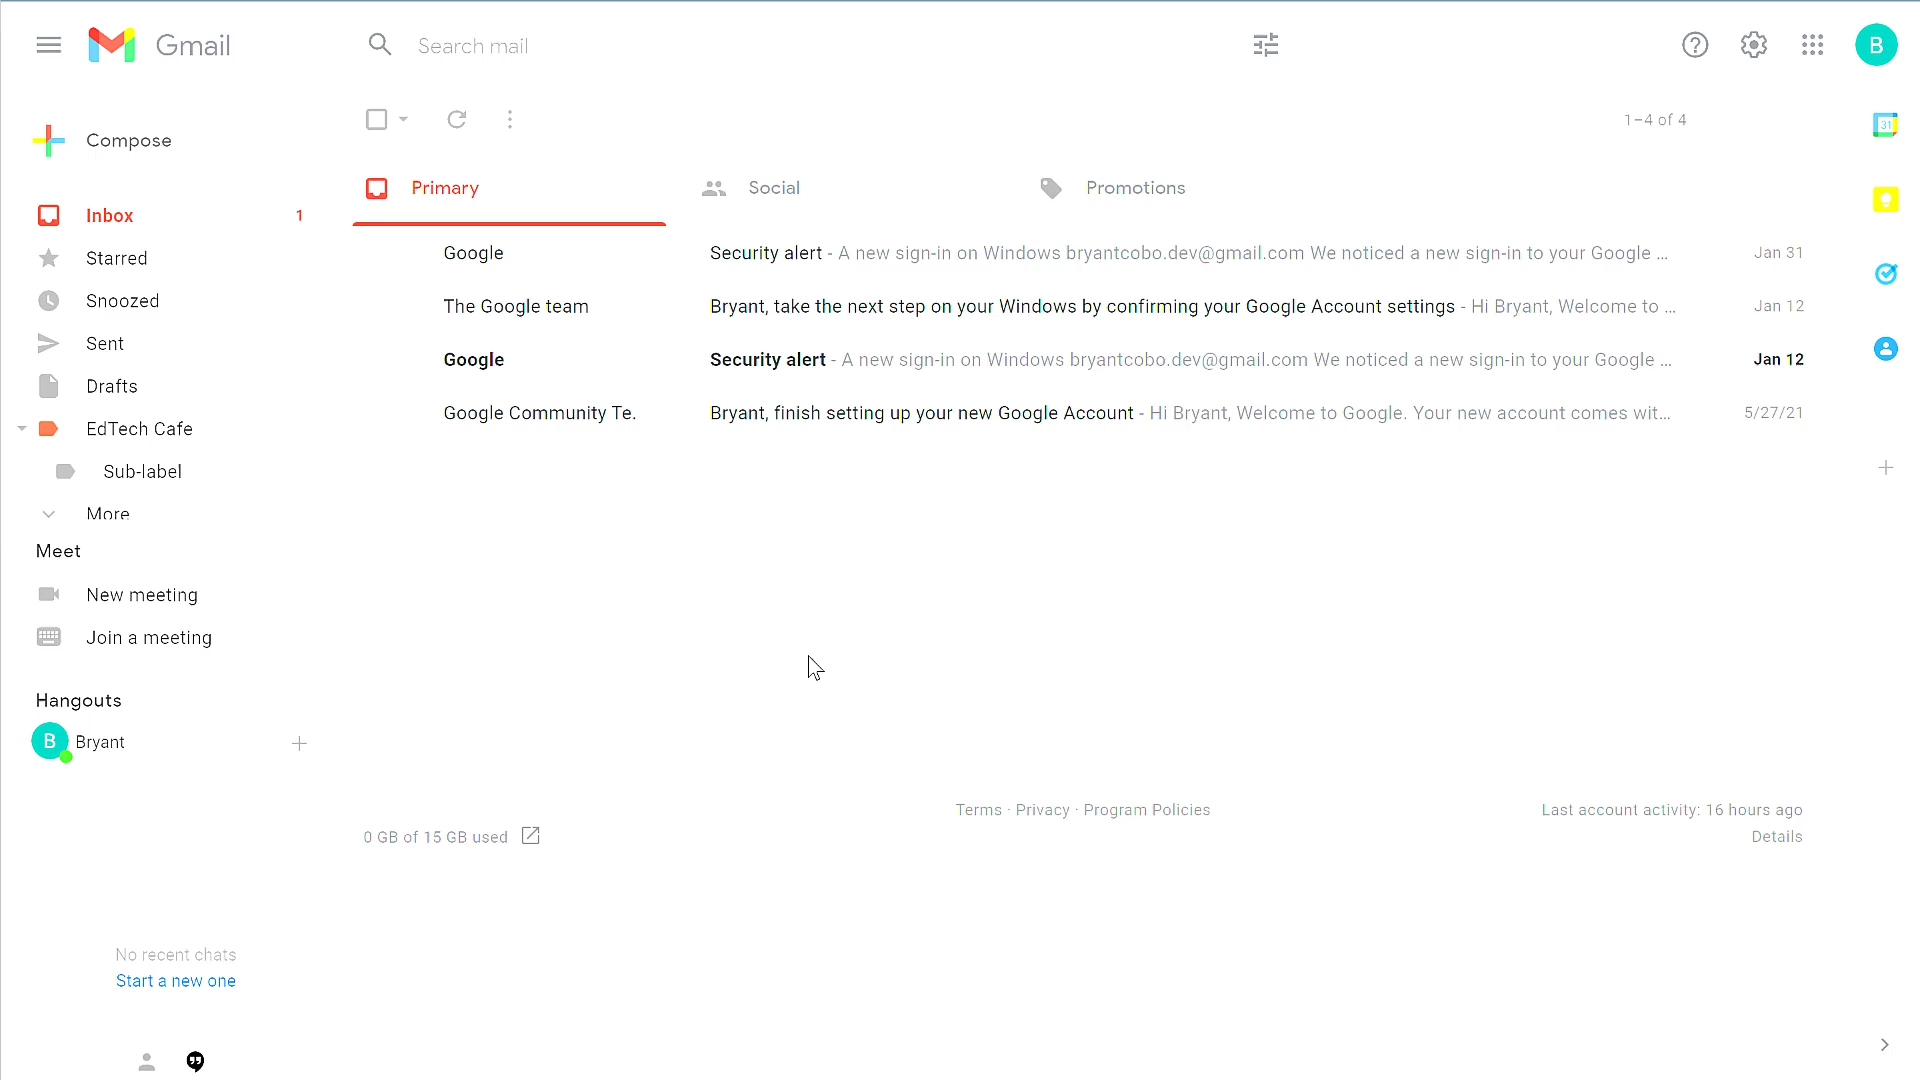 Gmail
Search mail
B
Compose
1–4 of 4
31
Primary
Social
Promotions
Inbox 1
Starred
Snoozed
Sent
Drafts
EdTech Cafe
Sub-label
More
Google Security alert - A new sign-in on Windows bryantcobo.dev@gmail.com We noticed a new sign-in to your Google ... Jan 31
The Google team Bryant, take the next step on your Windows by confirming your Google Account settings - Hi Bryant, Welcome to ... Jan 12
Google Security alert - A new sign-in on Windows bryantcobo.dev@gmail.com We noticed a new sign-in to your Google ... Jan 12
Google Community Te. Bryant, finish setting up your new Google Account - Hi Bryant, Welcome to Google. Your new account comes wit... 5/27/21
Meet
New meeting
Join a meeting
Hangouts
B Bryant
Terms · Privacy · Program Policies
Last account activity: 16 hours ago
0 GB of 15 GB used
Details
No recent chats
Start a new one